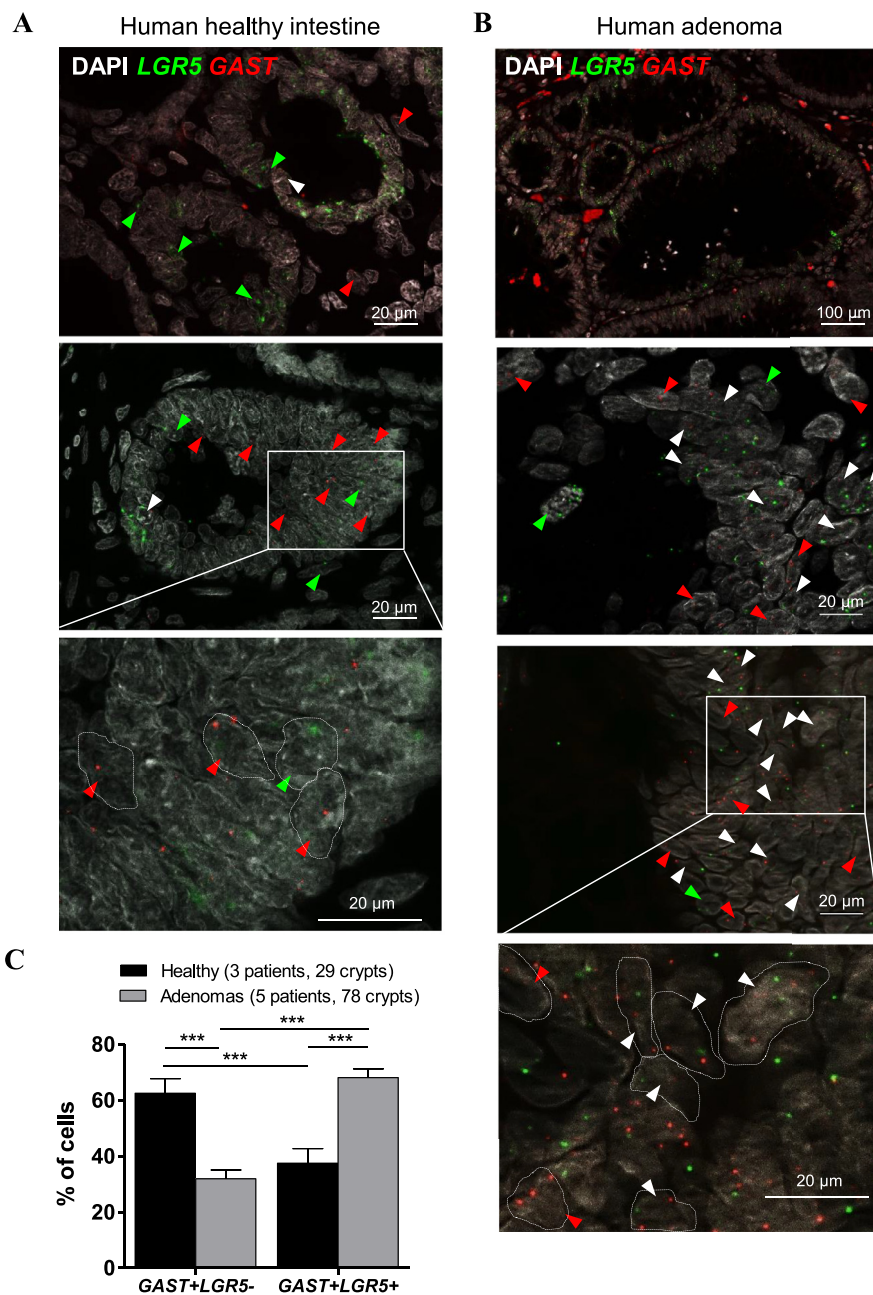 A
Human healthy intestine
DAPI LGR5 GAST
20 µm
20 µm
20 µm
B
Human adenoma
DAPI LGR5 GAST
100 µm
20 µm
20 µm
20 µm
C
Healthy (3 patients, 29 crypts)
Adenomas (5 patients, 78 crypts)
***
*** ***
***
80
60
40
20
0
% of cells
GAST+LGR5- GAST+LGR5+